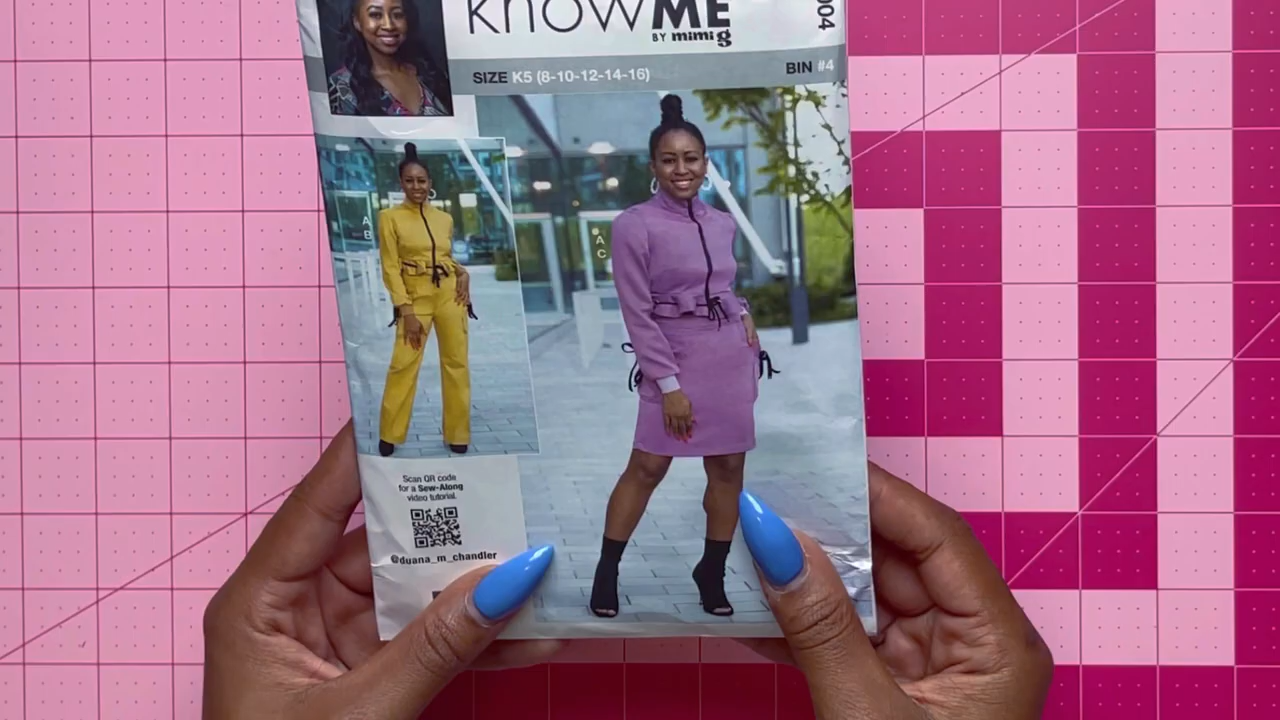 knowME
BY mimi g
004
SIZE K5 (8-10-12-14-16)
BIN #4
A
B
A
C
Scan QR code
for a Sew-Along
video tutorial.
@duana_m_chandler